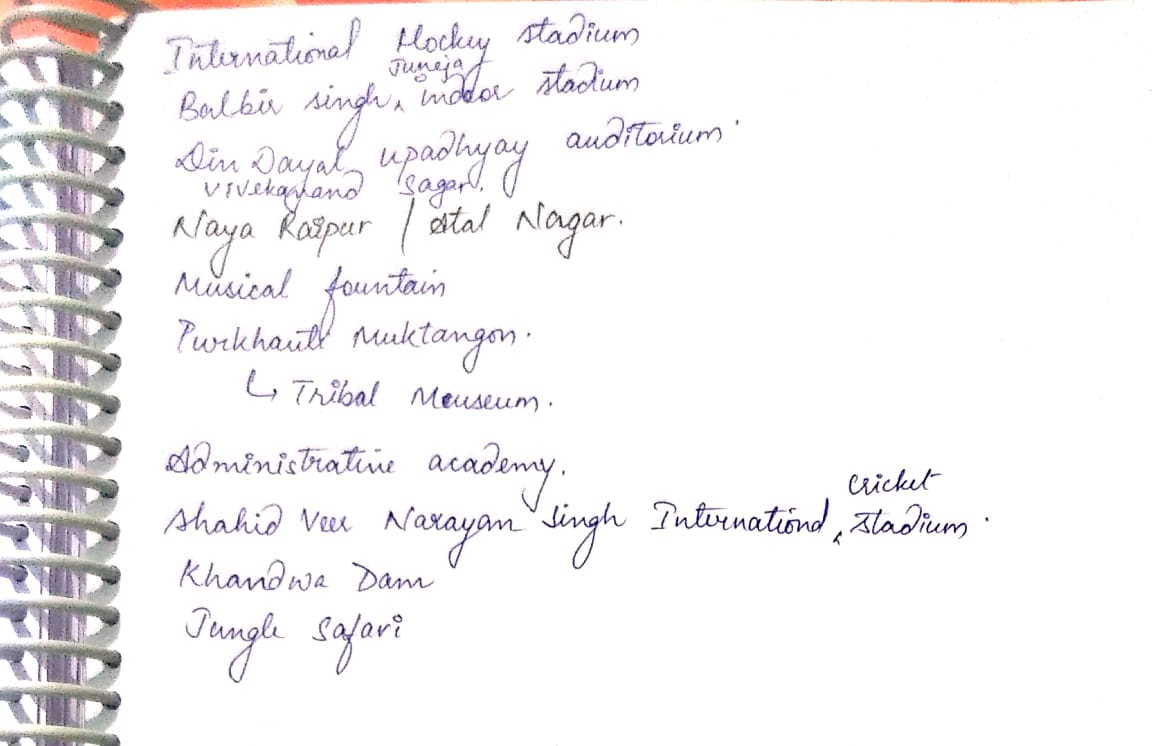 International Hockey stadium
Juneja
Balbir singh ^ indoor stadium
Din Dayal upadhyay auditorium.
Vivekanand Sagar.
Naya Raipur / Atal Nagar.
Musical fountain
Purkhauti Muktangon.
↳ Tribal Meuseum.
Administrative academy.
cricket
Shahid Veer Narayan Singh International ^ Stadium.
Khandwa Dam
Jungle Safari